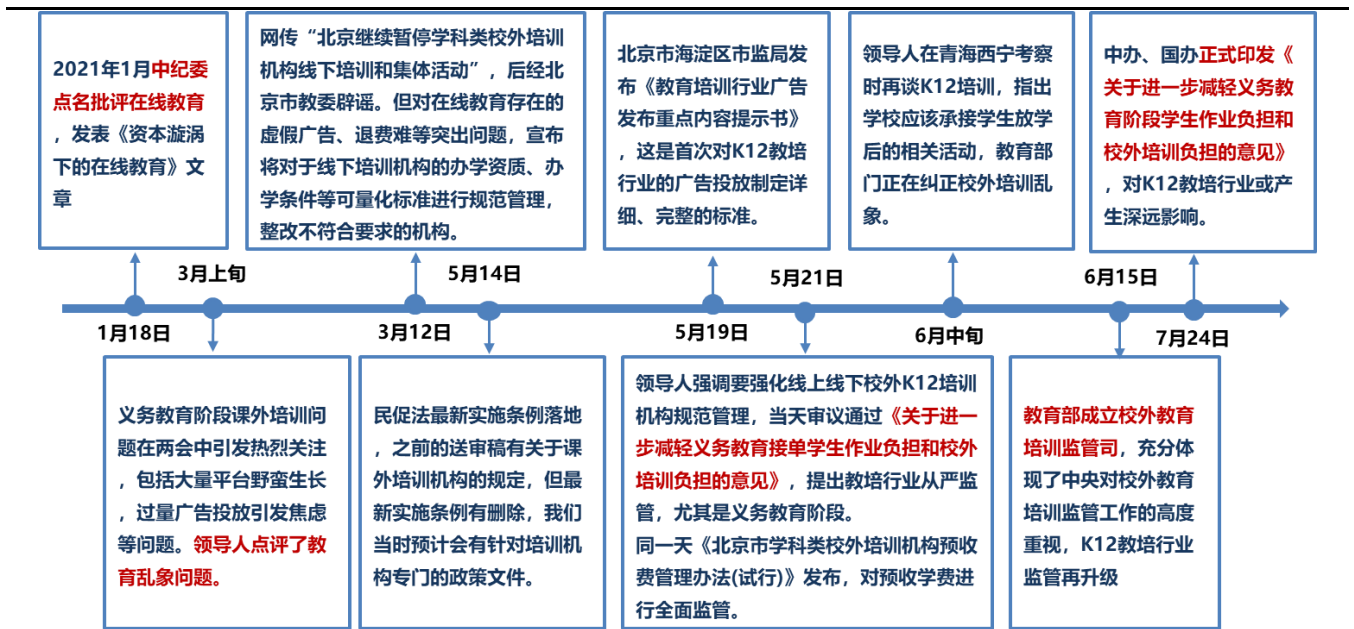 2021年1月中纪委
点名批评在线教育
，发表《资本漩涡
下的在线教育》文
章
网传“北京继续暂停学科类校外培训
机构线下培训和集体活动”，后经北
京市教委辟谣。但对在线教育存在的
虚假广告、退费难等突出问题，宣布
将对于线下培训机构的办学资质、办
学条件等可量化标准进行规范管理，
整改不符合要求的机构。
北京市海淀区市监局发
布《教育培训行业广告
发布重点内容提示书》
，这是首次对K12教培
行业的广告投放制定详
细、完整的标准。
领导人在青海西宁考察
时再谈K12培训，指出
学校应该承接学生放学
后的相关活动，教育部
门正在纠正校外培训乱
象。
中办、国办正式印发《
关于进一步减轻义务教
育阶段学生作业负担和
校外培训负担的意见》
，对K12教培行业或产
生深远影响。
3月上旬
5月14日
5月21日
6月15日
1月18日
3月12日
5月19日
6月中旬
7月24日
义务教育阶段课外培训问
题在两会中引发热烈关注
，包括大量平台野蛮生长
，过量广告投放引发焦虑
等问题。领导人点评了教
育乱象问题。
民促法最新实施条例落地
，之前的送审稿有关于课
外培训机构的规定，但最
新实施条例有删除，我们
当时预计会有针对培训机
构专门的政策文件。
领导人强调要强化线上线下校外K12培训
机构规范管理，当天审议通过《关于进一
步减轻义务教育接单学生作业负担和校外
培训负担的意见》，提出教培行业从严监
管，尤其是义务教育阶段。
同一天《北京市学科类校外培训机构预收
费管理办法(试行)》发布，对预收学费进
行全面监管。
教育部成立校外教育
培训监管司，充分体
现了中央对校外教育
培训监管工作的高度
重视，K12教培行业
监管再升级